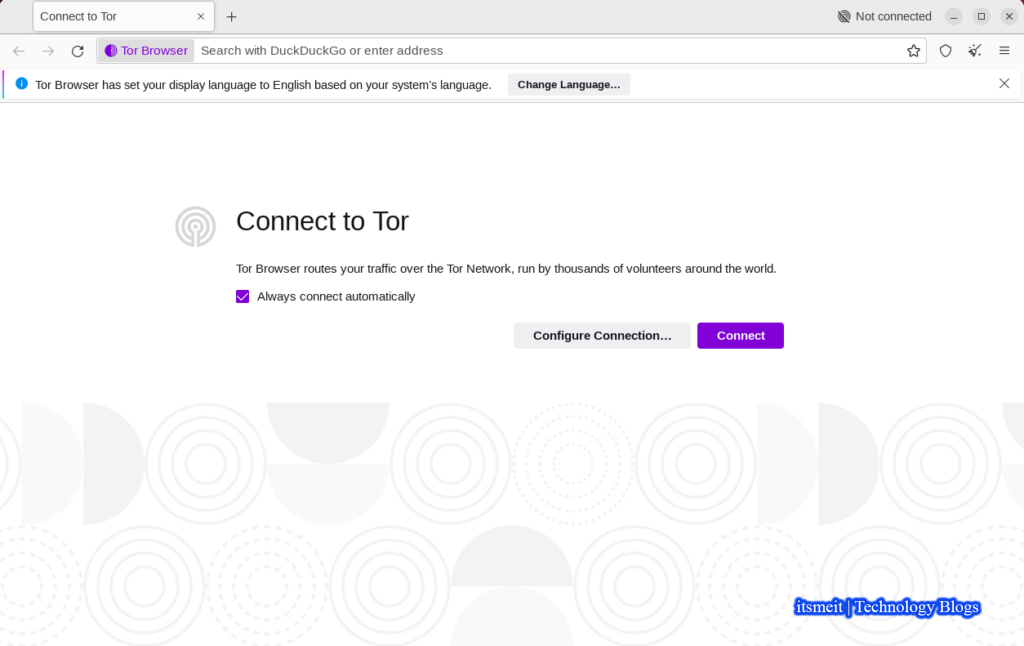 Connect to Tor
Not connected
Tor Browser
Search with DuckDuckGo or enter address
Tor Browser has set your display language to English based on your system's language.
Change Language…
Connect to Tor
Tor Browser routes your traffic over the Tor Network, run by thousands of volunteers around the world.
Always connect automatically
Configure Connection…
Connect
itsmeit | Technology Blogs